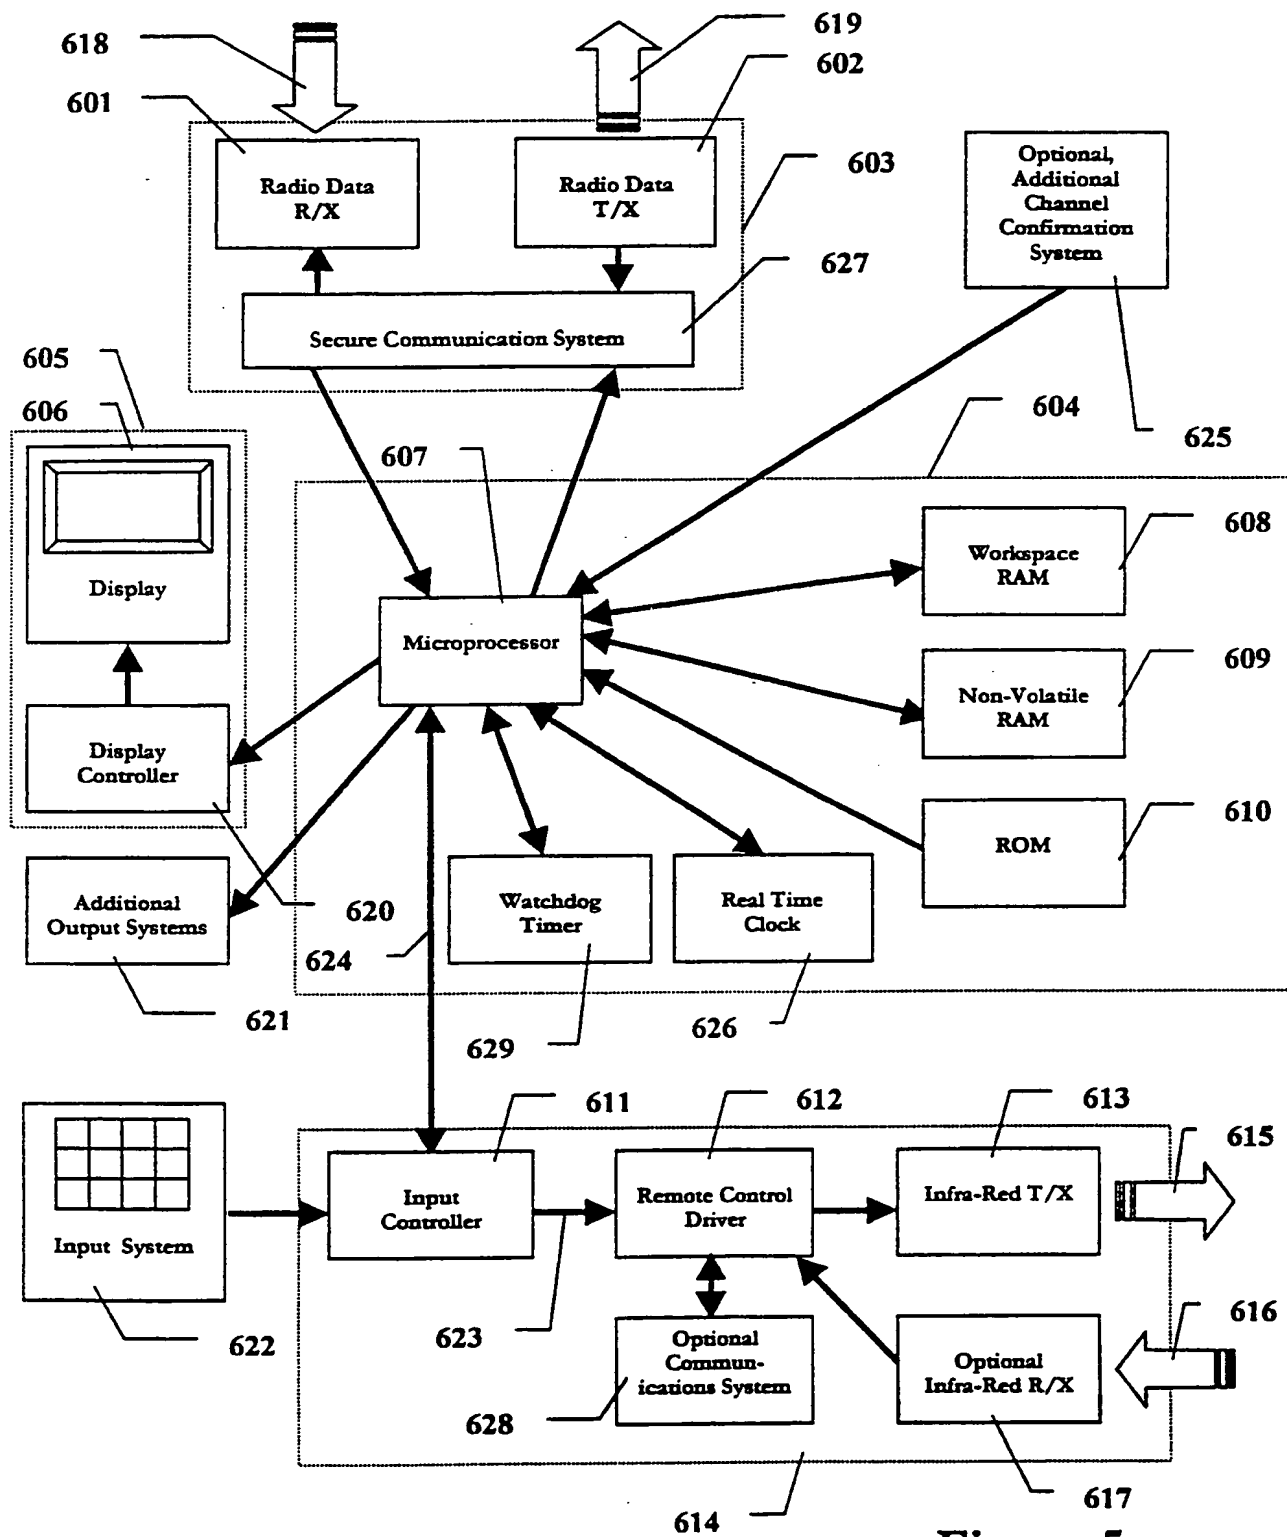 618
619
601
602
Radio Data
R/X
Radio Data
T/X
603
Optional,
Additional
Channel
Confirmation
System
627
Secure Communication System
605
606
604
625
607
Display
Workspace
RAM
608
Microprocessor
Non-Volatile
RAM
609
Display
Controller
610
ROM
Additional
Output Systems
620
Watchdog
Timer
Real Time
Clock
624
621
629
626
611
612
613
615
Input System
Input
Controller
Remote Control
Driver
Infra-Red T/X
622
623
616
Optional
Commun-
ications System
Optional
Infra-Red R/X
628
614
617